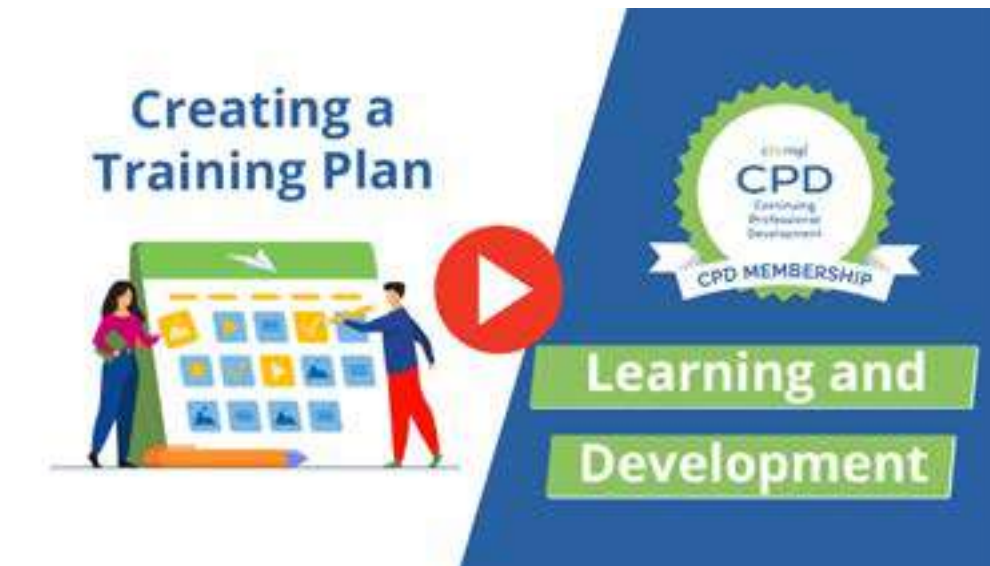 Creating a
Training Plan
CPD
Continuing
Professional
Development
CPD MEMBERSHIP
Learning and
Development